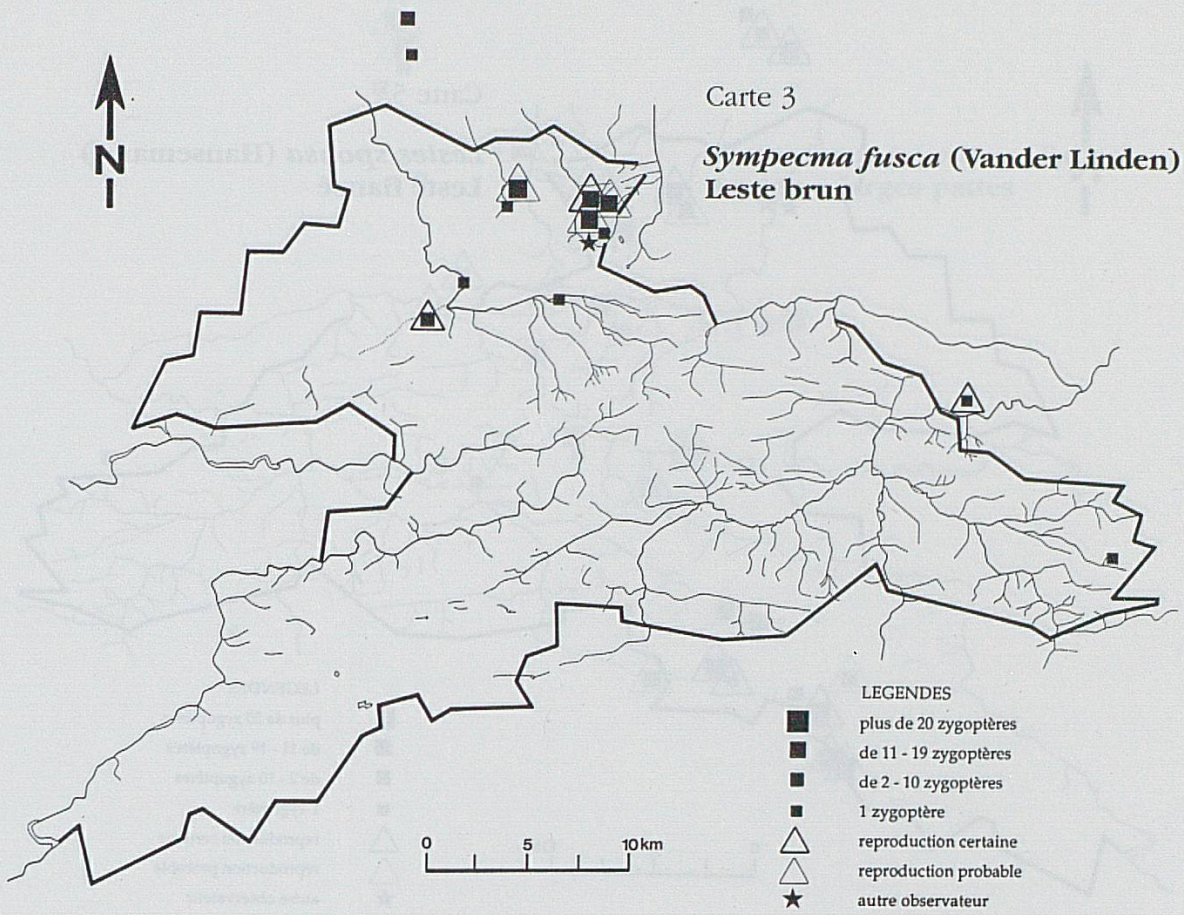 N
Carte 3
Sympecma fusca (Vander Linden)
Leste brun
LEGENDES
plus de 20 zygoptères
de 11 - 19 zygoptères
de 2 - 10 zygoptères
1 zygoptère
reproduction certaine
reproduction probable
autre observateur
0 5 10 km